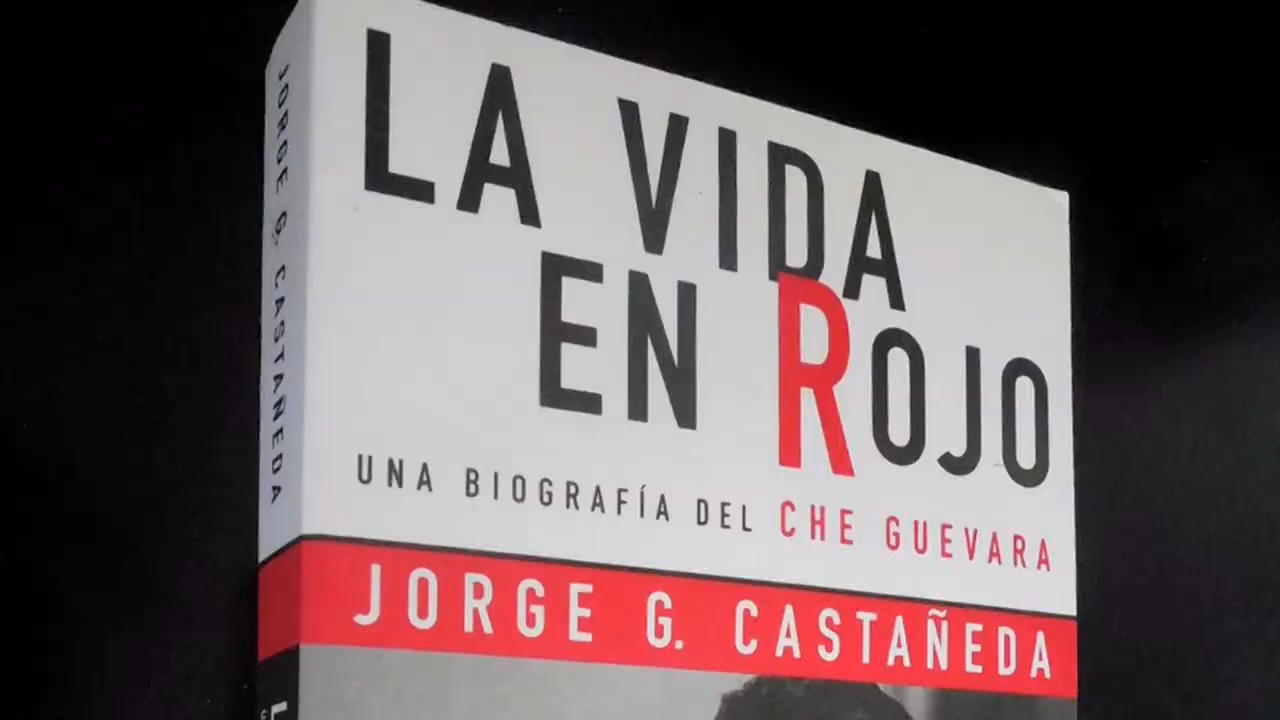 LA VIDA
EN ROJO
UNA BIOGRAFÍA DEL CHE GUEVARA
JORGE G. CASTAÑEDA
JORGE G. CASTAÑEDA
L